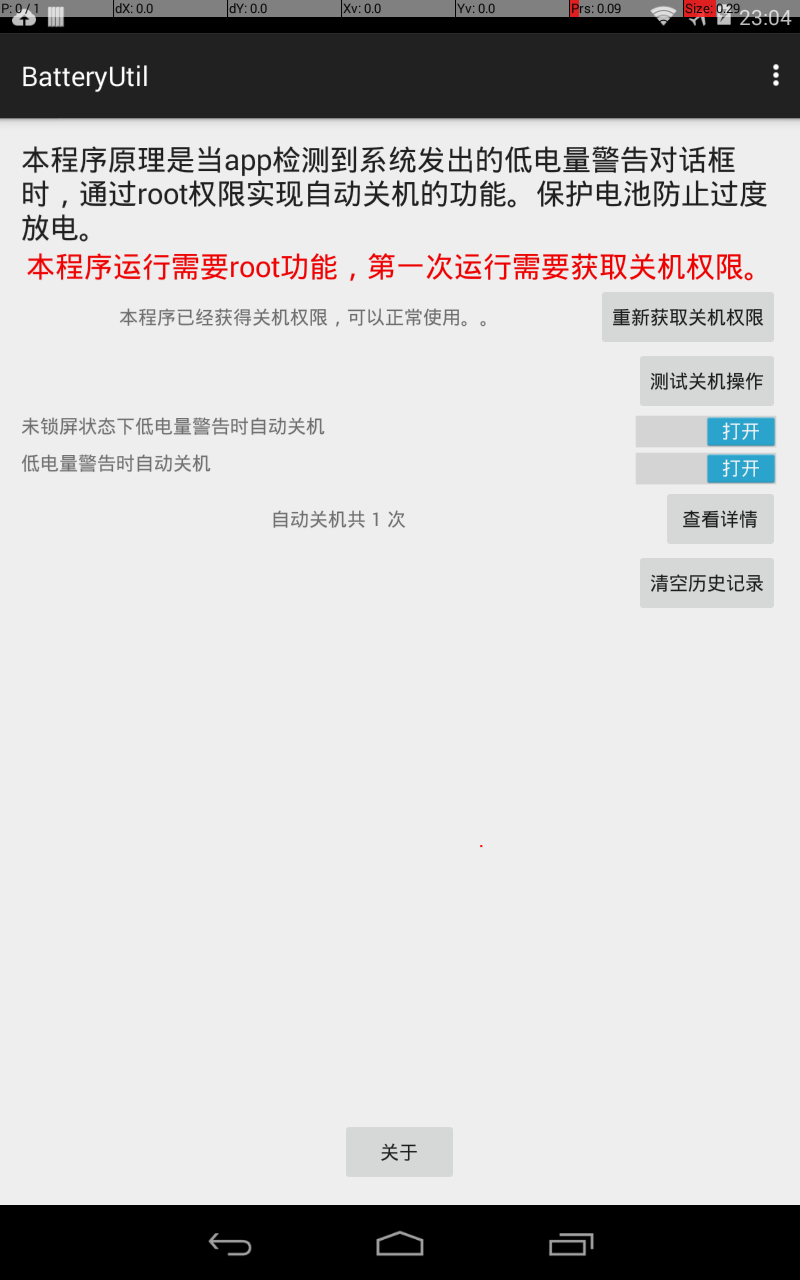 P: 0 / 1 dX: 0.0 dY: 0.0 Xv: 0.0 Yv: 0.0 Prs: 0.09 Size: 0.29
23:04
BatteryUtil
本程序原理是当app检测到系统发出的低电量警告对话框
时，通过root权限实现自动关机的功能。保护电池防止过度
放电。
本程序运行需要root功能，第一次运行需要获取关机权限。
本程序已经获得关机权限，可以正常使用。。 重新获取关机权限
测试关机操作
未锁屏状态下低电量警告时自动关机 打开
低电量警告时自动关机 打开
自动关机共 1 次 查看详情
清空历史记录
关于